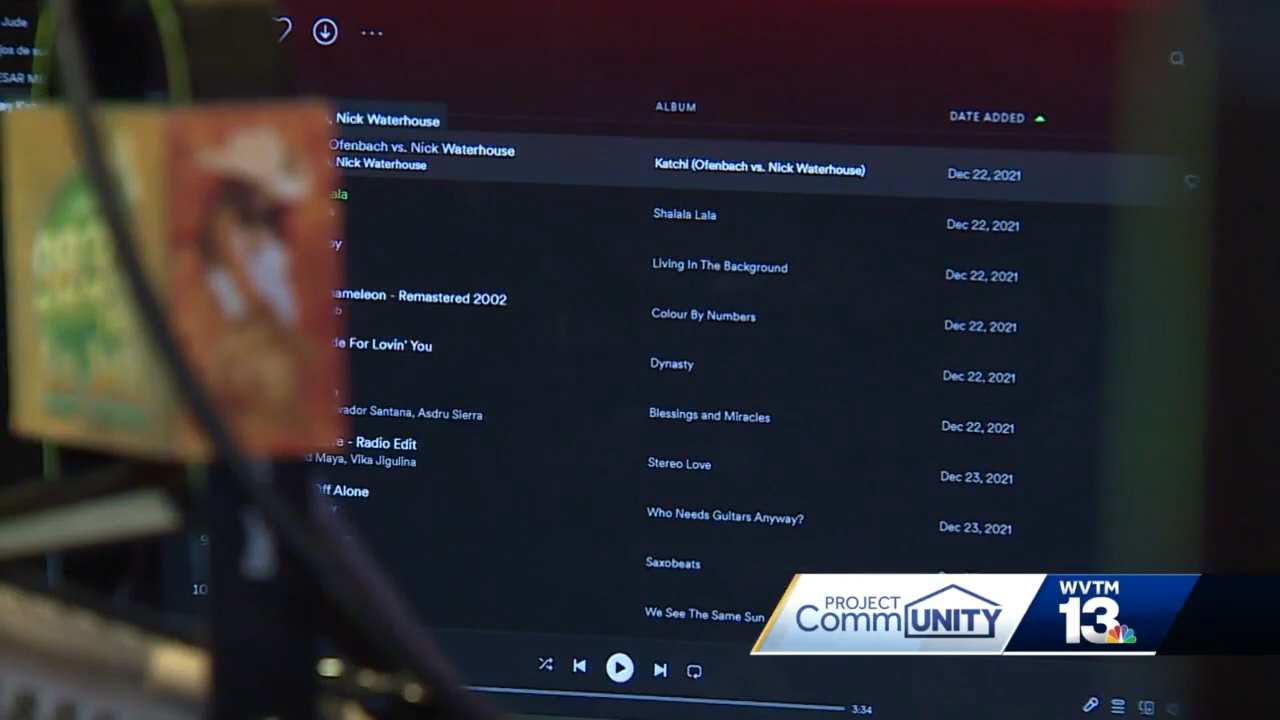 Jude
ALBUM
DATE ADDED
, Nick Waterhouse
Ofenbach vs. Nick Waterhouse
Nick Waterhouse
Katchi (Ofenbach vs. Nick Waterhouse)
Dec 22, 2021
ala
Shalala Lala
Dec 22, 2021
by
Living In The Background
Dec 22, 2021
ameleon - Remastered 2002
Colour By Numbers
Dec 22, 2021
de For Lovin' You
Dynasty
Dec 22, 2021
vador Santana, Asdru Sierra
Blessings and Miracles
Dec 22, 2021
- Radio Edit
d Maya, Vika Jigulina
Stereo Love
Dec 23, 2021
Off Alone
Who Needs Guitars Anyway?
Dec 23, 2021
9
Saxobeats
10
We See The Same Sun
3:34
PROJECT
CommUNITY
WVTM
13